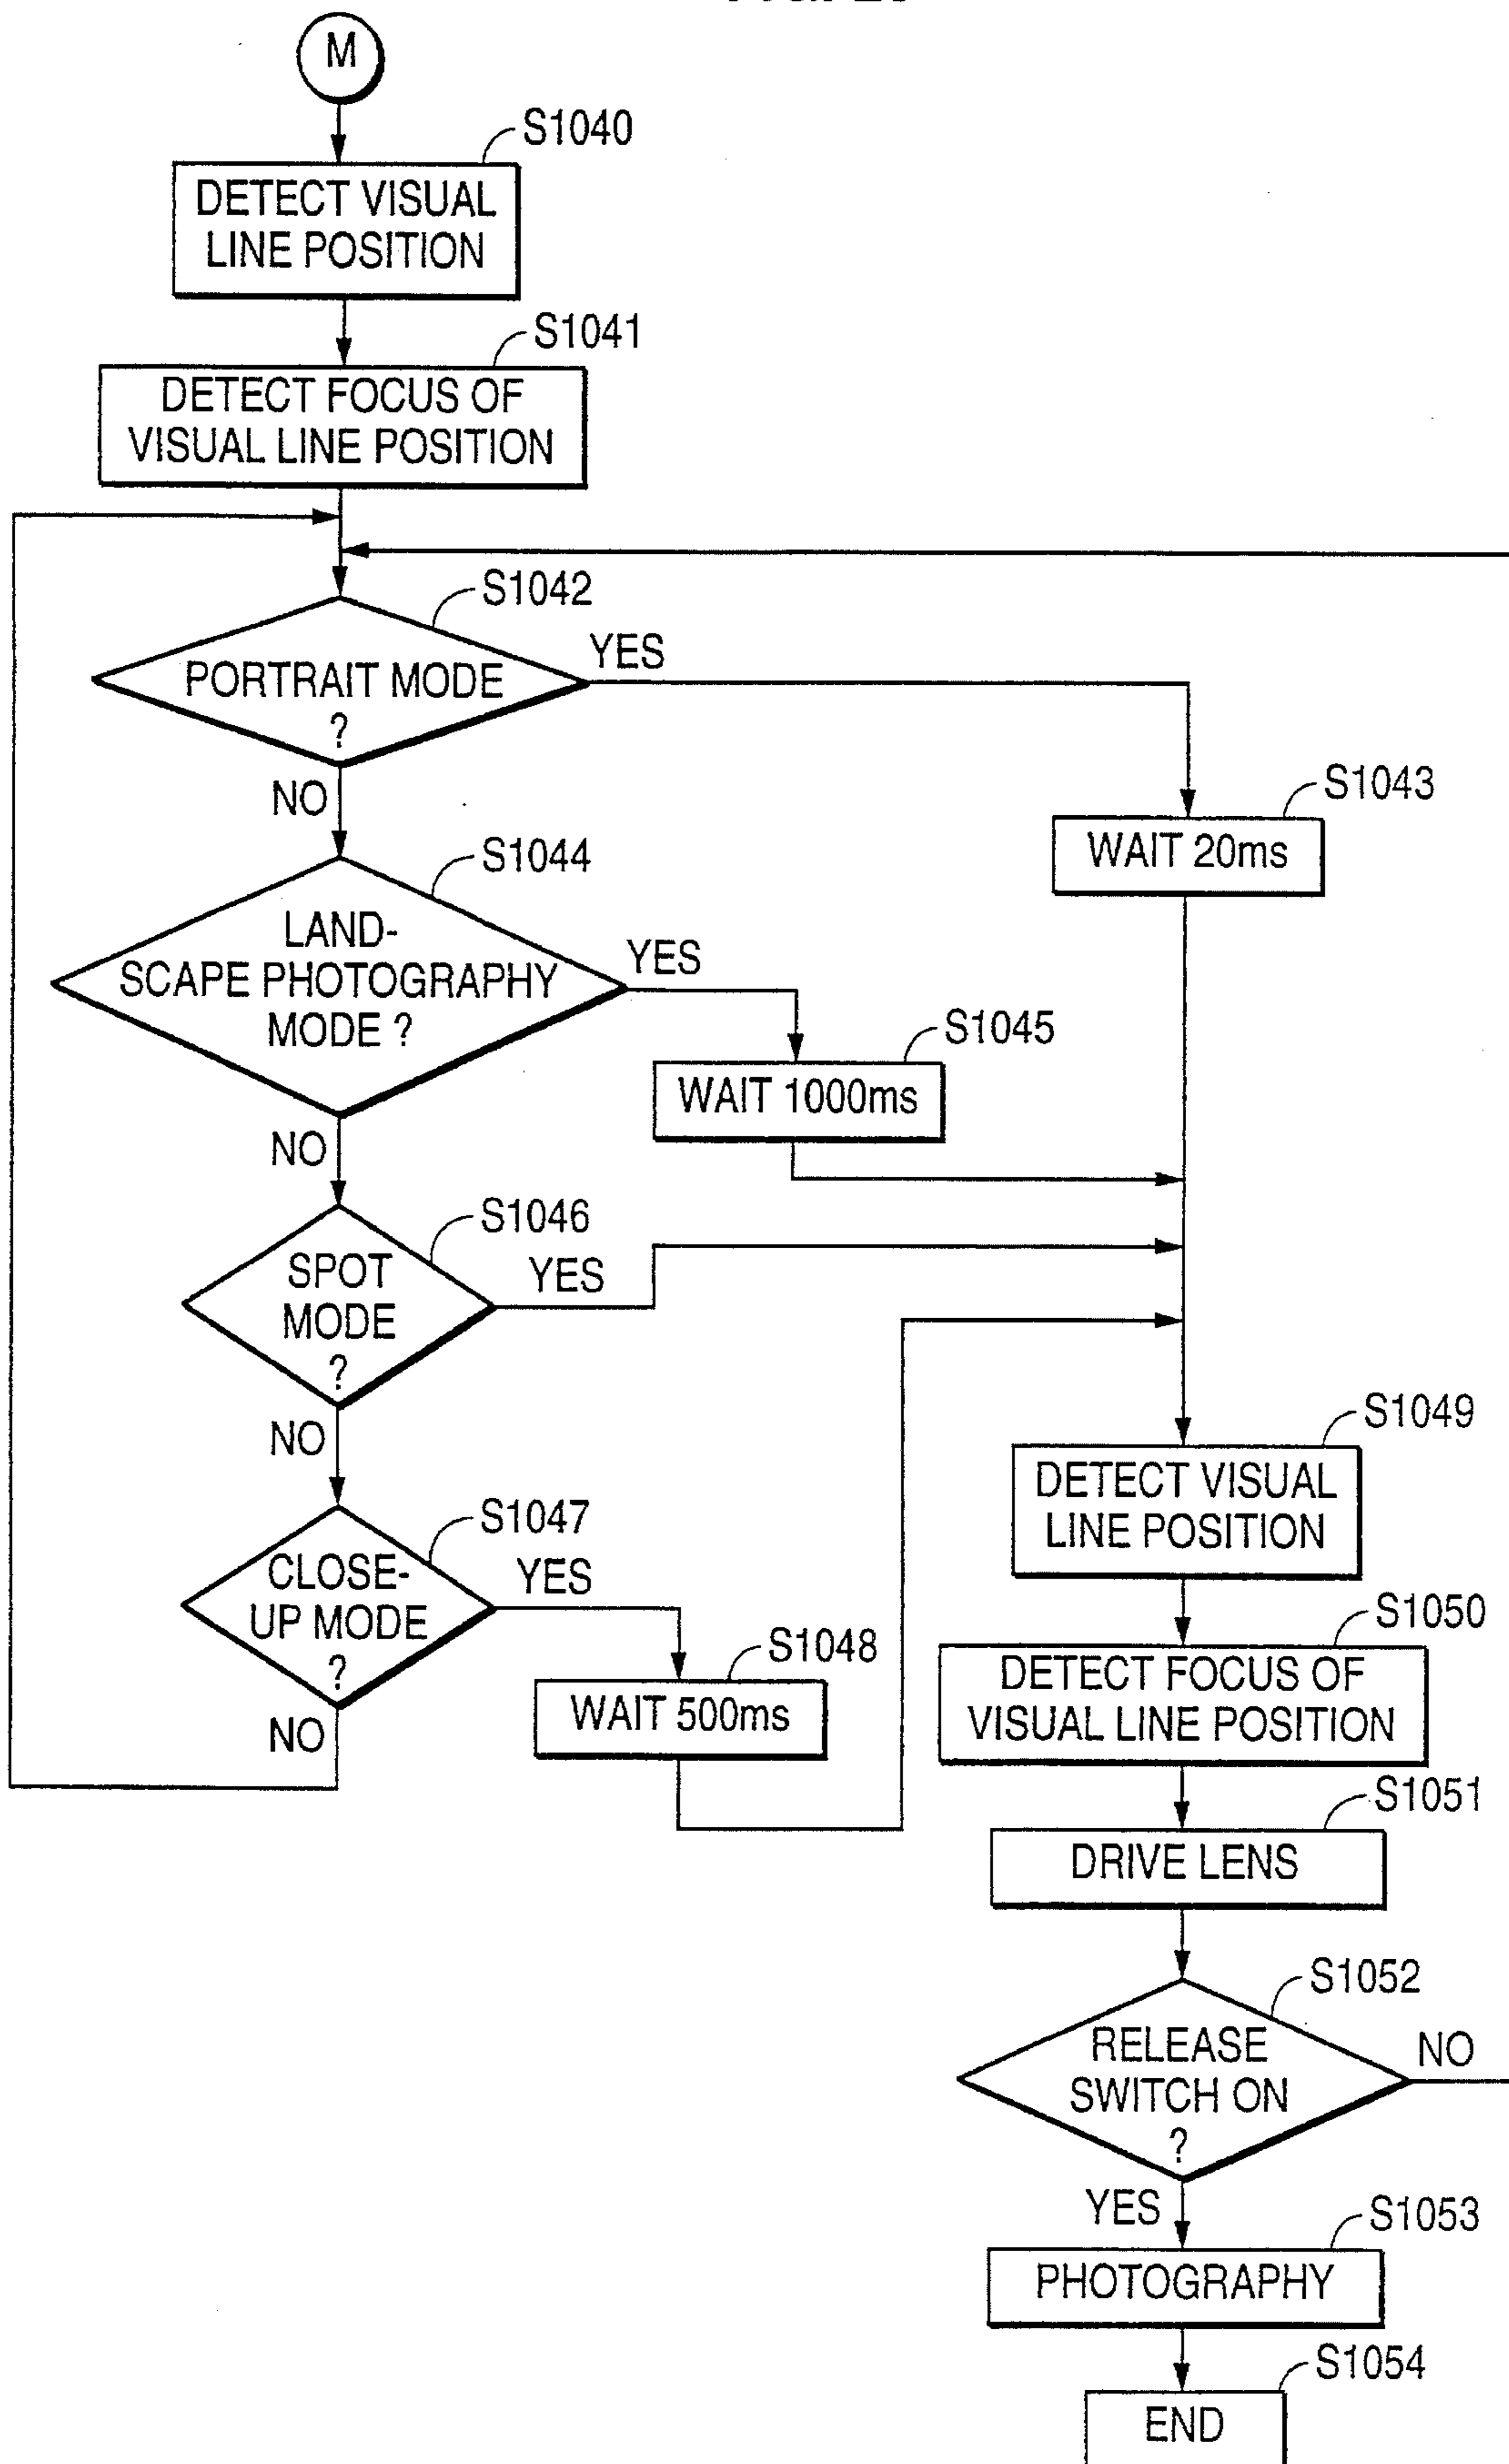 M
S1040
DETECT VISUAL
LINE POSITION
S1041
DETECT FOCUS OF
VISUAL LINE POSITION
S1042
PORTRAIT MODE
?
YES
NO
S1043
WAIT 20ms
S1044
LAND-
SCAPE PHOTOGRAPHY
MODE ?
YES
NO
S1045
WAIT 1000ms
S1046
SPOT
MODE
?
YES
NO
S1047
CLOSE-
UP MODE
?
YES
NO
S1048
WAIT 500ms
S1049
DETECT VISUAL
LINE POSITION
S1050
DETECT FOCUS OF
VISUAL LINE POSITION
S1051
DRIVE LENS
S1052
RELEASE
SWITCH ON
?
NO
YES
S1053
PHOTOGRAPHY
S1054
END